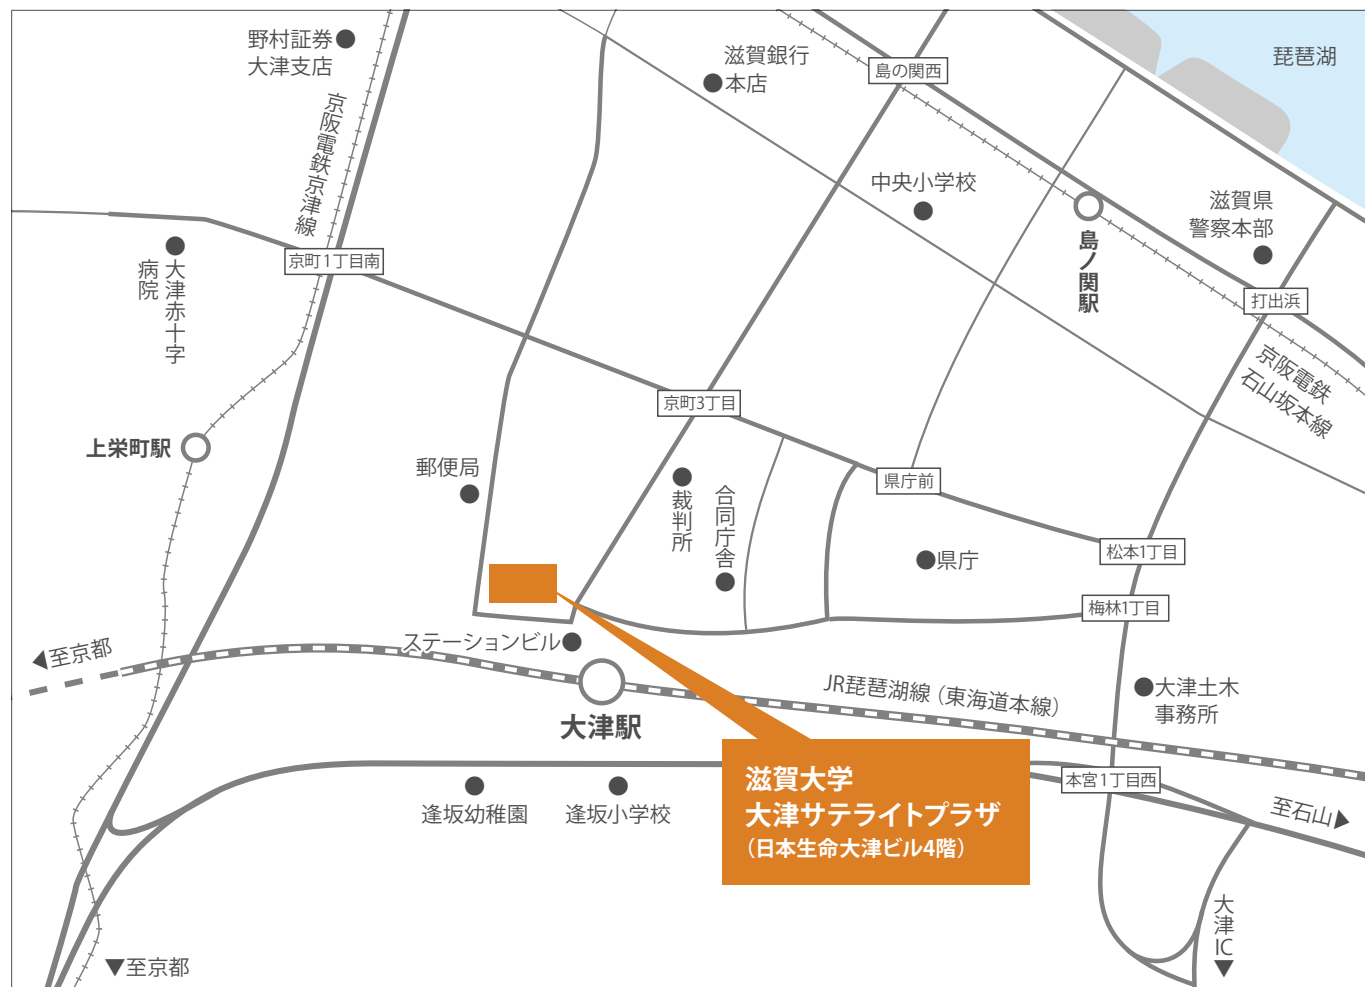 野村証券
大津支店
滋賀銀行
本店
島の関西
琵琶湖
京阪電鉄京津線
中央小学校
滋賀県
警察本部
島ノ関駅
京町1丁目南
大津赤十字
病院
打出浜
京阪電鉄
石山坂本線
京町3丁目
上栄町駅
郵便局
裁判所
合同庁舎
県庁前
県庁
松本1丁目
梅林1丁目
ステーションビル
◀至京都
大津駅
JR琵琶湖線（東海道本線）
大津土木
事務所
滋賀大学
大津サテライトプラザ
（日本生命大津ビル4階）
本宮1丁目西
至石山▶
逢坂幼稚園
逢坂小学校
大津IC▼
▼至京都